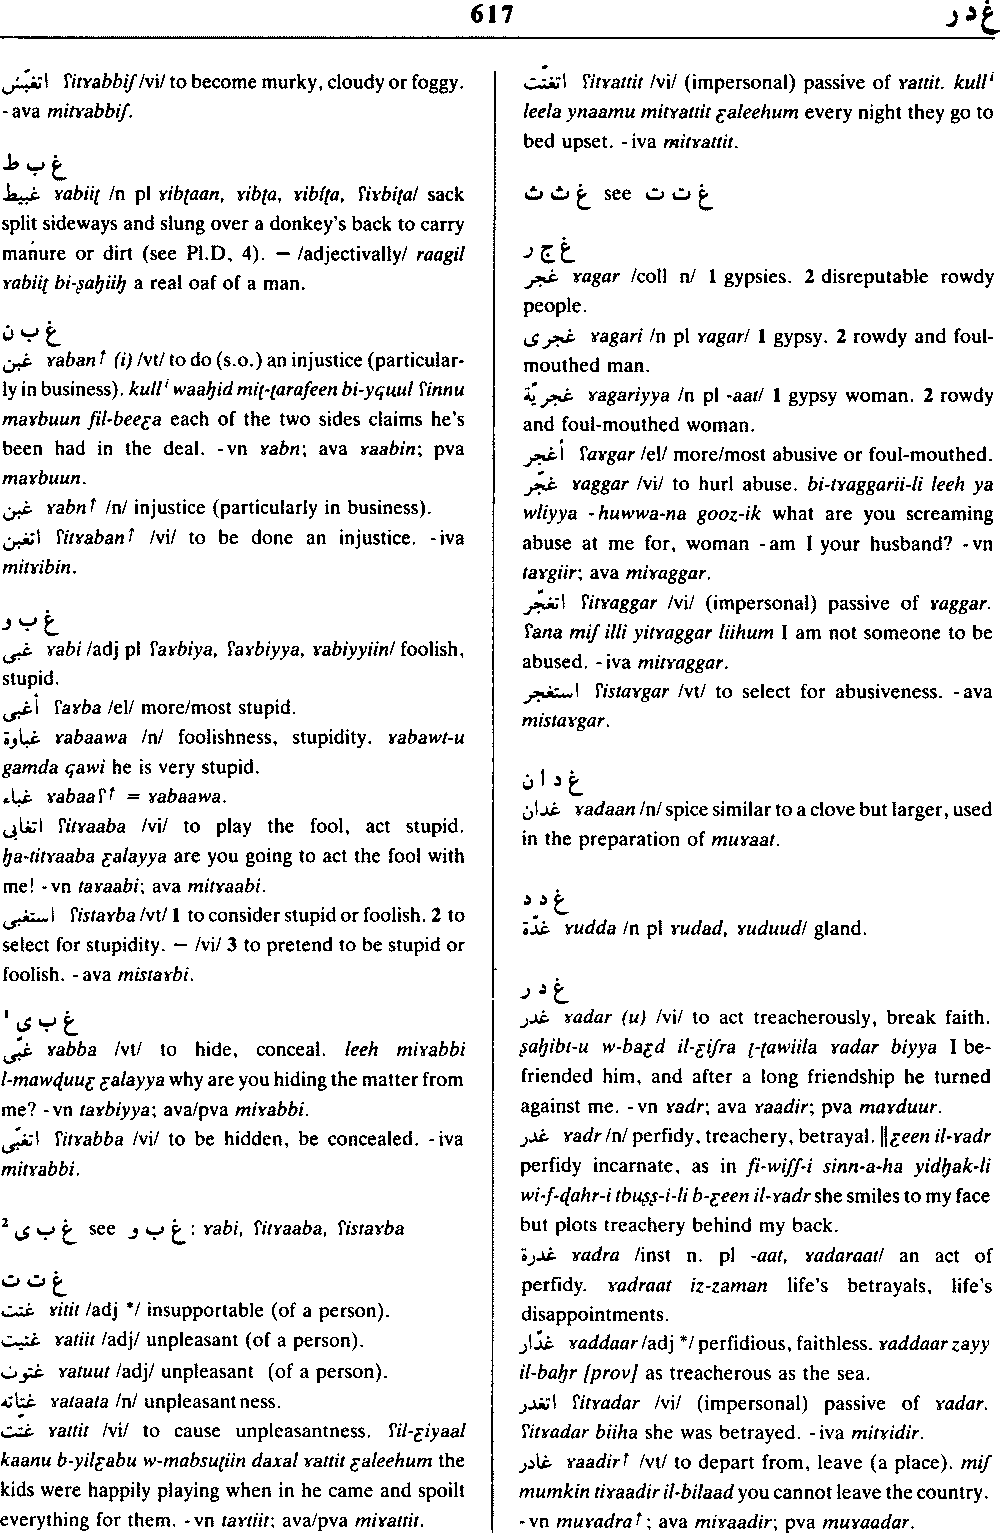 617
غ د ر
اتغبّش ʕitɣabbiʃ /vi/ to become murky, cloudy or foggy.
-ava mitɣabbiʃ.
غ ب ط
غبيط ɣabiiṭ /n pl ɣibṭaan, ɣibṭa, ɣibíṭa, ʕiɣbiṭa/ sack
split sideways and slung over a donkey's back to carry
manure or dirt (see Pl.D, 4). — /adjectivally/ raagil
ɣabiiṭ bi-ṣaḥiiḥ a real oaf of a man.
غ ب ن
غبن ɣaban↑ (i) /vt/ to do (s.o.) an injustice (particular-
ly in business). kullⁱ waaḥid miṭ-ṭarafeen bi-yquul ʕinnu
maɣbuun fil-beeƹa each of the two sides claims he's
been had in the deal. -vn ɣabn; ava ɣaabin; pva
maɣbuun.
غبن ɣabn↑ /n/ injustice (particularly in business).
اتغبن ʕitɣaban↑ /vi/ to be done an injustice. -iva
mitɣibin.
غ ب و
غبي ɣabi /adj pl ʕaɣbiya, ʕaɣbiyya, ɣabiyyiin/ foolish,
stupid.
أغبى ʕaɣba /el/ more/most stupid.
غباوة ɣabaawa /n/ foolishness, stupidity. ɣabawt-u
gamda qawi he is very stupid.
غباء ɣabaaʕ↑ = ɣabaawa.
اتغابى ʕitɣaaba /vi/ to play the fool, act stupid.
ḥa-titɣaaba ƹalayya are you going to act the fool with
me! -vn taɣaabi; ava mitɣaabi.
استغبى ʕistaɣba /vt/ 1 to consider stupid or foolish. 2 to
select for stupidity. — /vi/ 3 to pretend to be stupid or
foolish. -ava mistaɣbi.
غ ب ى ¹
غبّى ɣabba /vt/ to hide, conceal. leeh miɣabbi
l-mawḍuuƹ ƹalayya why are you hiding the matter from
me? -vn taɣbiyya; ava/pva miɣabbi.
اتغبّى ʕitɣabba /vi/ to be hidden, be concealed. -iva
mitɣabbi.
غ ب ى ² see غ ب و : ɣabi, ʕitɣaaba, ʕistaɣba
غ ت ت
غتت ɣitit /adj */ insupportable (of a person).
غتيت ɣatiit /adj/ unpleasant (of a person).
غتوت ɣatuut /adj/ unpleasant (of a person).
غتاتة ɣataata /n/ unpleasantness.
غتّت ɣattit /vi/ to cause unpleasantness. ʕil-ƹiyaal
kaanu b-yilƹabu w-mabsuṭiin daxal ɣattit ƹaleehum the
kids were happily playing when in he came and spoilt
everything for them. -vn taɣtiit; ava/pva miɣattit.
اتغتّت ʕitɣattit /vi/ (impersonal) passive of ɣattit. kullⁱ
leela ynaamu mitɣattit ƹaleehum every night they go to
bed upset. -iva mitɣattit.
غ ث ث see غ ت ت
غ ج ر
غجر ɣagar /coll n/ 1 gypsies. 2 disreputable rowdy
people.
غجرى ɣagari /n pl ɣagar/ 1 gypsy. 2 rowdy and foul-
mouthed man.
غجريّة ɣagariyya /n pl -aat/ 1 gypsy woman. 2 rowdy
and foul-mouthed woman.
أغجر ʕaɣgar /el/ more/most abusive or foul-mouthed.
غجّر ɣaggar /vi/ to hurl abuse. bi-tɣaggarii-li leeh ya
wliyya -huwwa-na gooz-ik what are you screaming
abuse at me for, woman -am I your husband? -vn
taɣgiir; ava miɣaggar.
اتغجّر ʕitɣaggar /vi/ (impersonal) passive of ɣaggar.
ʕana miʃ illi yitɣaggar liihum I am not someone to be
abused. -iva mitɣaggar.
استغجر ʕistaɣgar /vt/ to select for abusiveness. -ava
mistaɣgar.
غ د ا ن
غدان ɣadaan /n/ spice similar to a clove but larger, used
in the preparation of muɣaat.
غ د د
غدّة ɣudda /n pl ɣudad, ɣuduud/ gland.
غ د ر
غدر ɣadar (u) /vi/ to act treacherously, break faith.
ṣaḥibt-u w-baƹd il-ƹiʃra ṭ-ṭawiila ɣadar biyya I be-
friended him, and after a long friendship he turned
against me. -vn ɣadr; ava ɣaadir; pva maɣduur.
غدر ɣadr /n/ perfidy, treachery, betrayal. ‖ƹeen il-ɣadr
perfidy incarnate, as in fi-wiʃʃ-i sinn-a-ha yidḥak-li
wi-f-ḍahr-i tbuṣṣ-i-li b-ƹeen il-ɣadr she smiles to my face
but plots treachery behind my back.
غدرة ɣadra /inst n. pl -aat, ɣadaraat/ an act of
perfidy. ɣadraat iz-zaman life's betrayals, life's
disappointments.
غدّار ɣaddaar /adj */ perfidious, faithless. ɣaddaar zayy
il-baḥr [prov] as treacherous as the sea.
اتغدر ʕitɣadar /vi/ (impersonal) passive of ɣadar.
ʕitɣadar biiha she was betrayed. -iva mitɣidir.
غادر ɣaadir↑ /vt/ to depart from, leave (a place). miʃ
mumkin tiɣaadir il-bilaad you cannot leave the country.
-vn muɣadra↑; ava miɣaadir; pva muɣaadar.